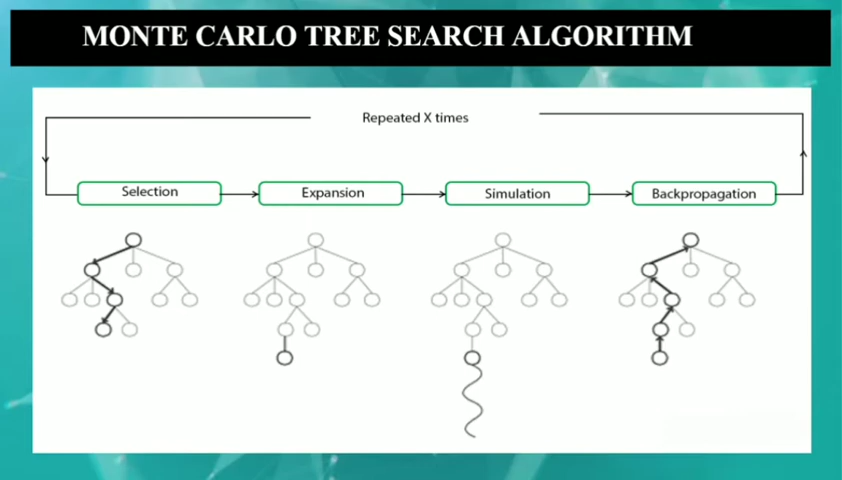 MONTE CARLO TREE SEARCH ALGORITHM
Repeated X times
Selection
Expansion
Simulation
Backpropagation